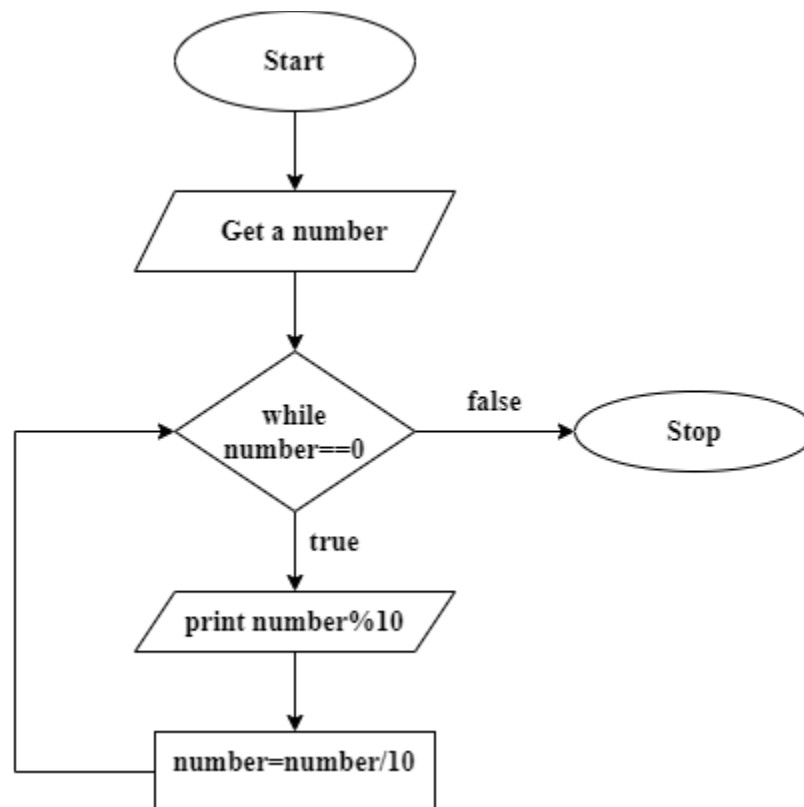 Start
Get a number
while
number==0
false
Stop
true
print number%10
number=number/10